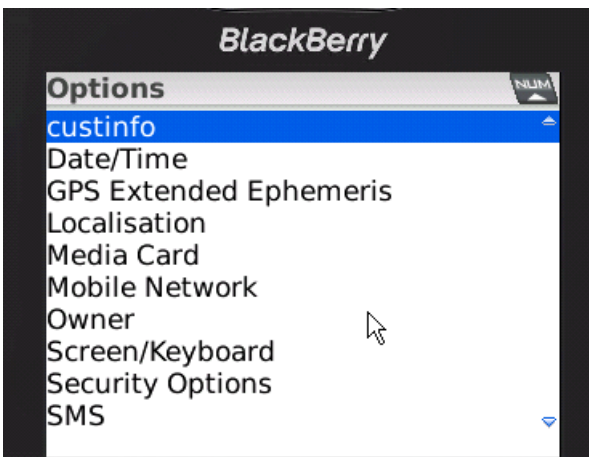 BlackBerry
Options
NUM
custinfo
Date/Time
GPS Extended Ephemeris
Localisation
Media Card
Mobile Network
Owner
Screen/Keyboard
Security Options
SMS